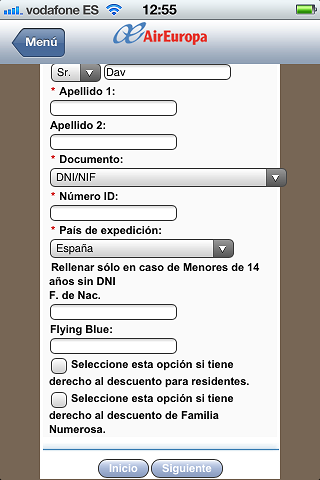 vodafone ES 12:55
Menú
AirEuropa
Sr. Dav
* Apellido 1:
Apellido 2:
* Documento:
DNI/NIF
* Número ID:
* País de expedición:
España
Rellenar sólo en caso de Menores de 14
años sin DNI
F. de Nac.
Flying Blue:
Seleccione esta opción si tiene
derecho al descuento para residentes.
Seleccione esta opción si tiene
derecho al descuento de Familia
Numerosa.
Inicio Siguiente